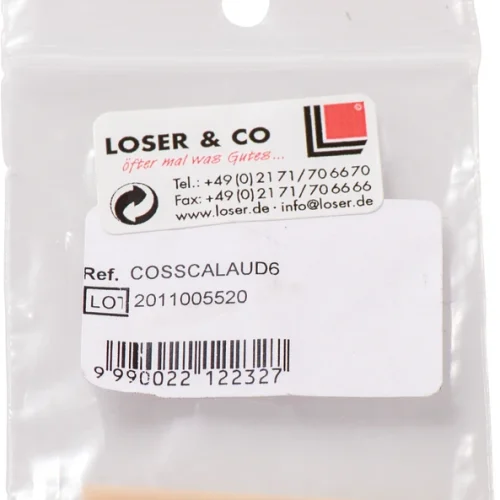 LOSER & CO
öfter mal was Gutes...
Tel.: +49 (0) 21 71 / 70 66 70
Fax: +49 (0) 21 71 / 70 66 66
www.loser.de · info@loser.de
Ref. COSSCALAUD6
LOT 2011005520
9 990022 122327